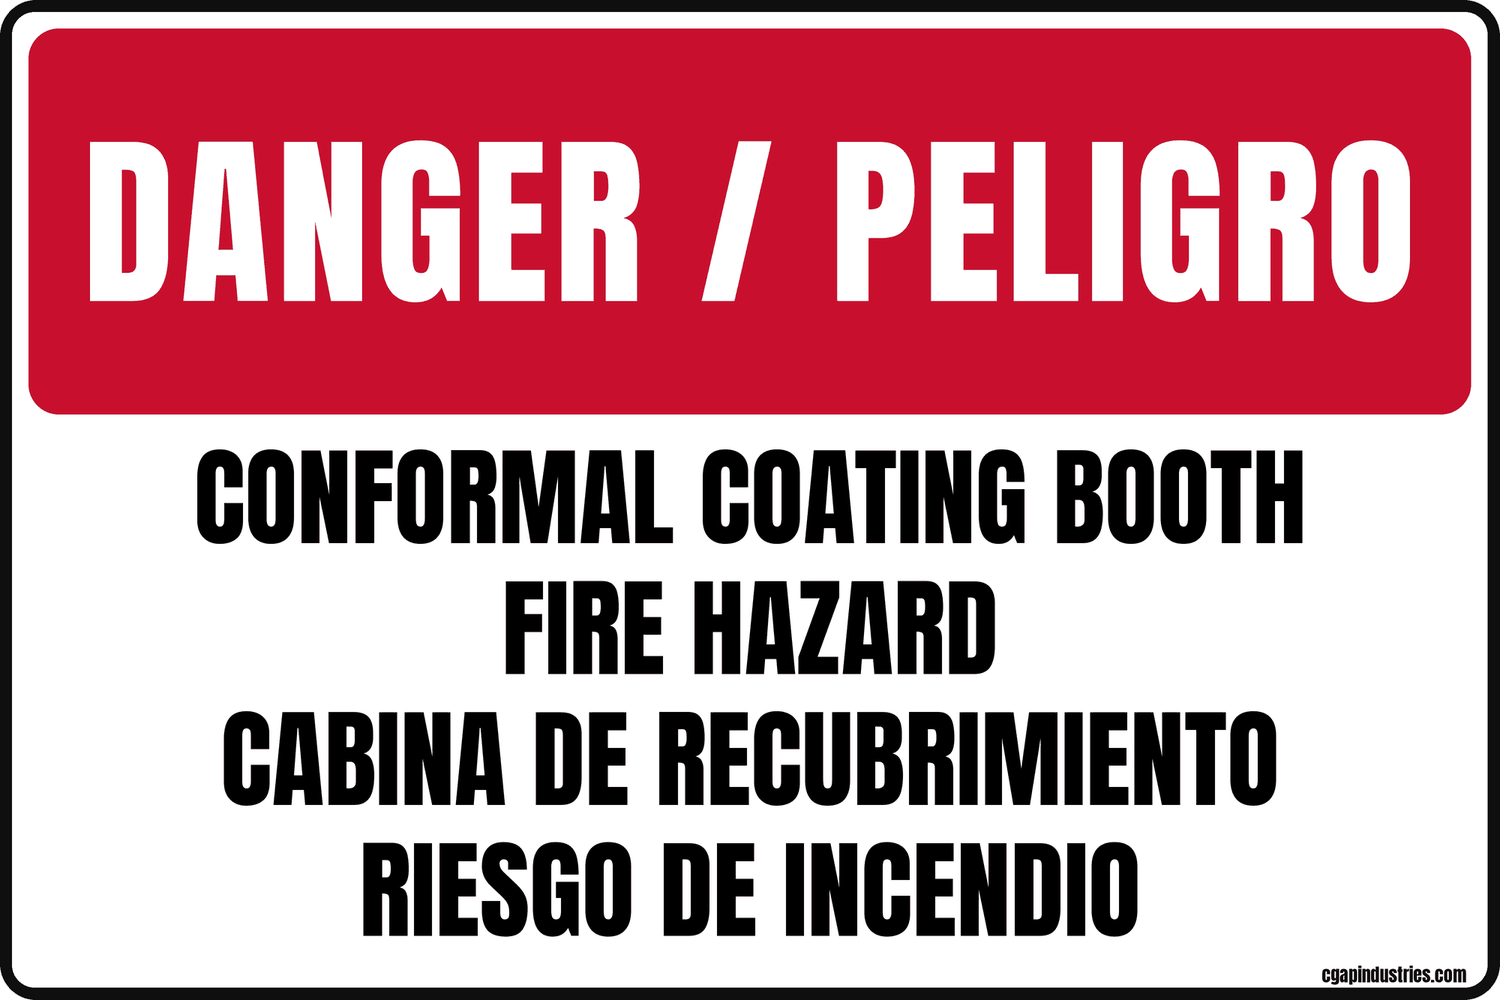 DANGER / PELIGRO
CONFORMAL COATING BOOTH
FIRE HAZARD
CABINA DE RECUBRIMIENTO
RIESGO DE INCENDIO
cgapindustries.com